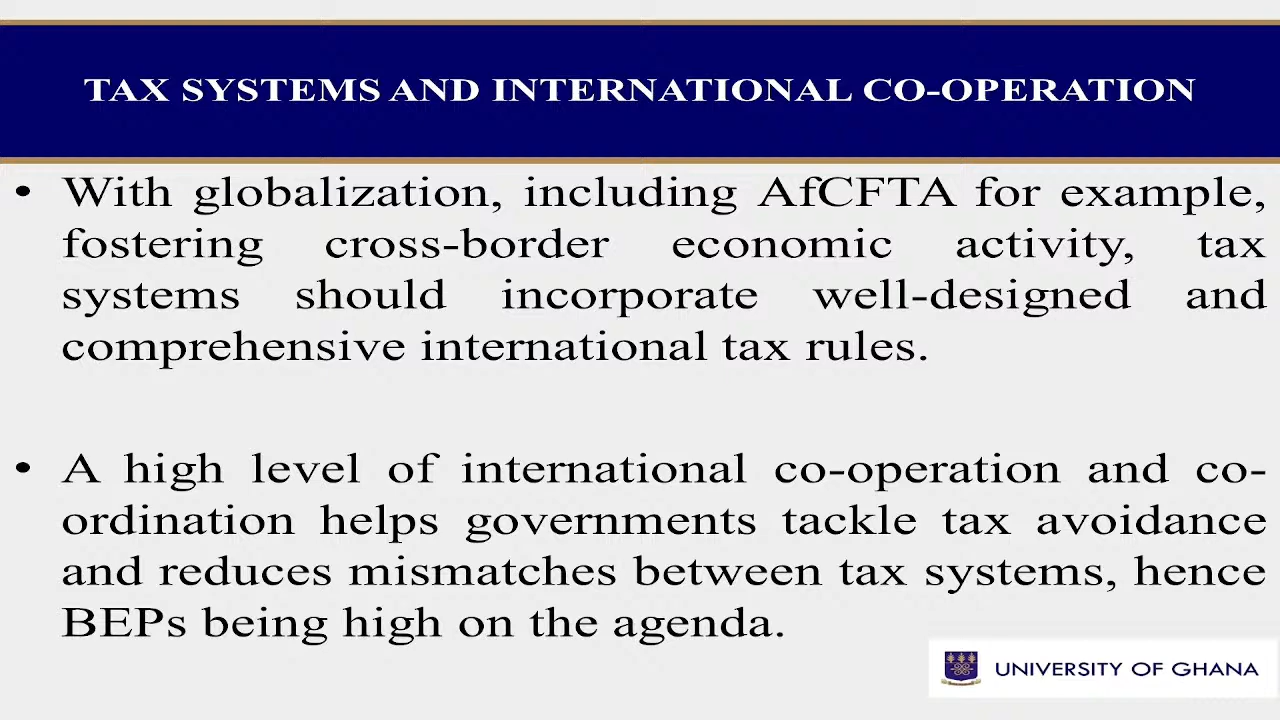 TAX SYSTEMS AND INTERNATIONAL CO-OPERATION
• With globalization, including AfCFTA for example,
fostering cross-border economic activity, tax
systems should incorporate well-designed and
comprehensive international tax rules.
• A high level of international co-operation and co-
ordination helps governments tackle tax avoidance
and reduces mismatches between tax systems, hence
BEPs being high on the agenda.
UNIVERSITY OF GHANA